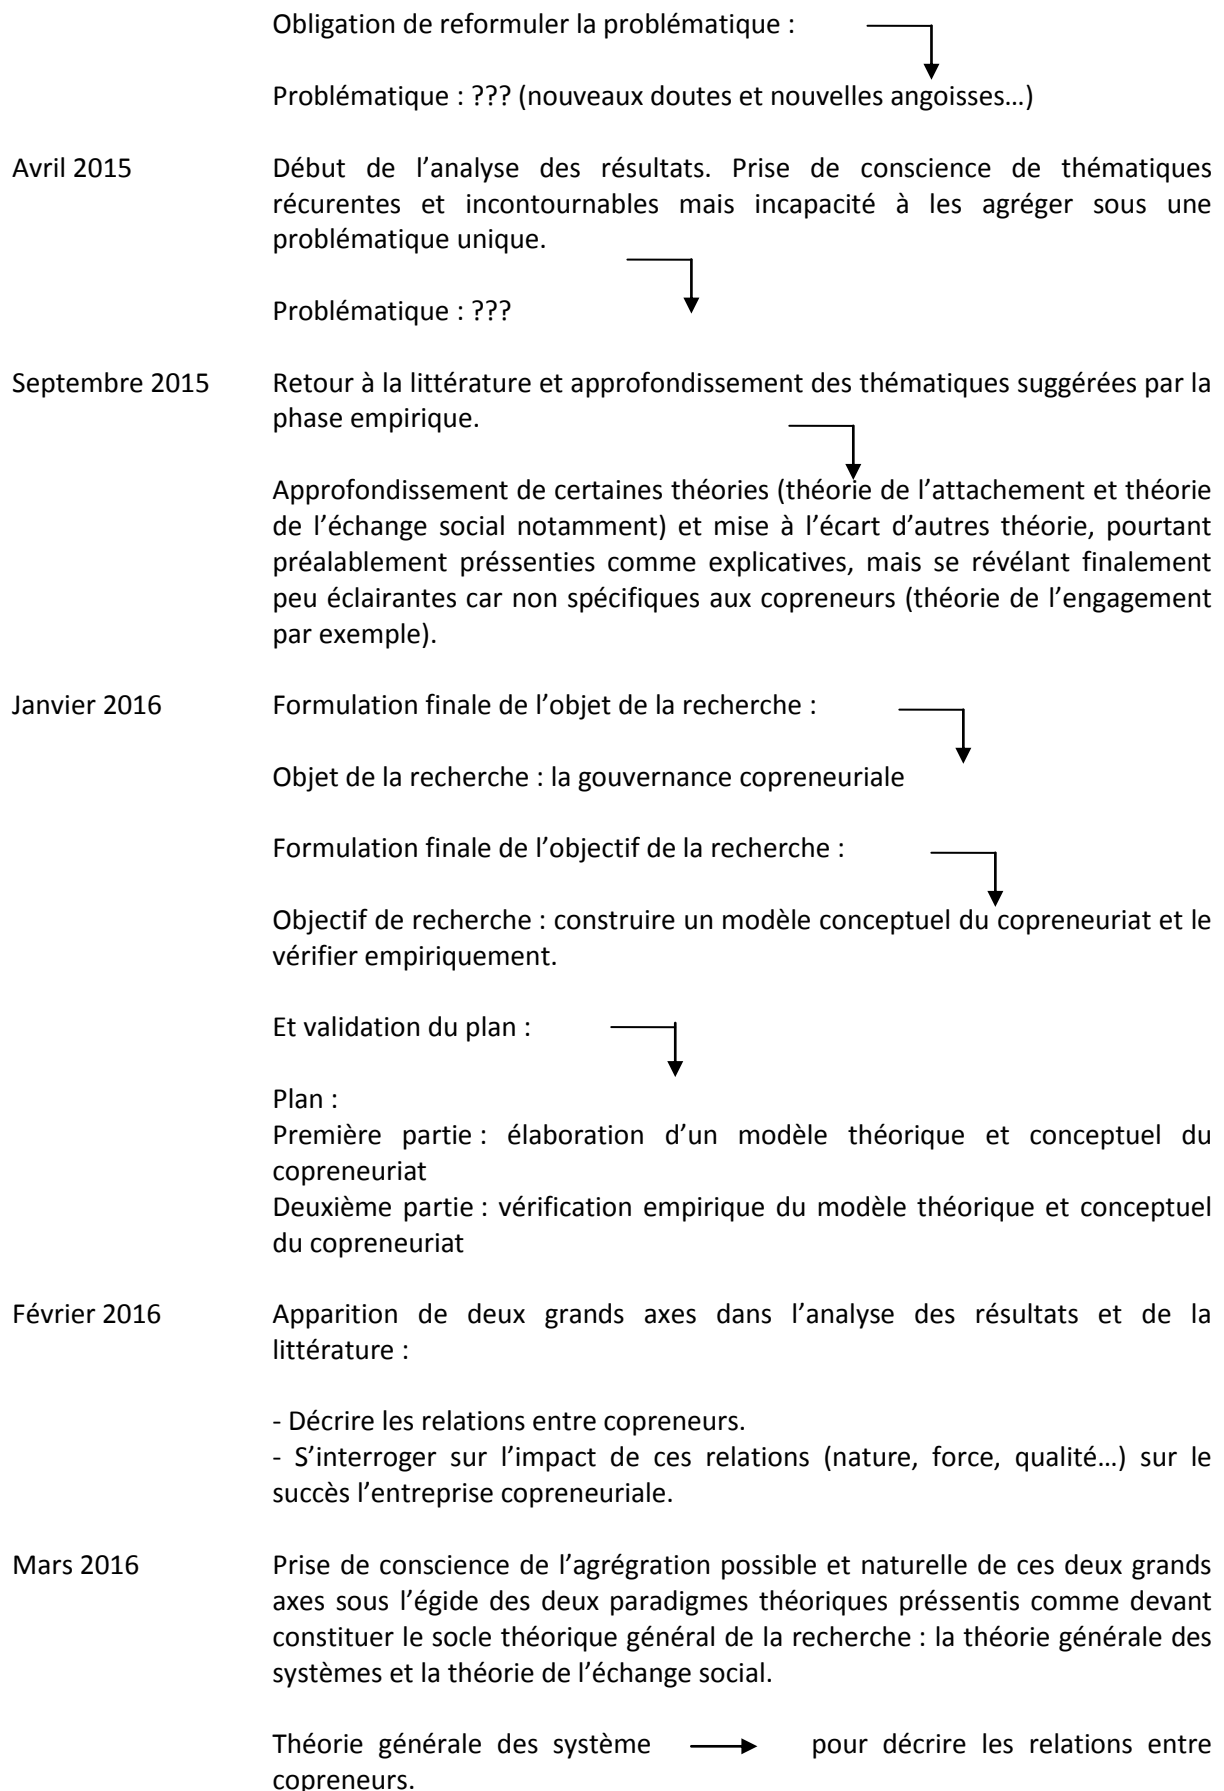 Obligation de reformuler la problématique :
Problématique : ??? (nouveaux doutes et nouvelles angoisses…)
Avril 2015 Début de l’analyse des résultats. Prise de conscience de thématiques
récurentes et incontournables mais incapacité à les agréger sous une
problématique unique.
Problématique : ???
Septembre 2015 Retour à la littérature et approfondissement des thématiques suggérées par la
phase empirique.
Approfondissement de certaines théories (théorie de l’attachement et théorie
de l’échange social notamment) et mise à l’écart d’autres théorie, pourtant
préalablement préssenties comme explicatives, mais se révélant finalement
peu éclairantes car non spécifiques aux copreneurs (théorie de l’engagement
par exemple).
Janvier 2016 Formulation finale de l’objet de la recherche :
Objet de la recherche : la gouvernance copreneuriale
Formulation finale de l’objectif de la recherche :
Objectif de recherche : construire un modèle conceptuel du copreneuriat et le
vérifier empiriquement.
Et validation du plan :
Plan :
Première partie : élaboration d’un modèle théorique et conceptuel du
copreneuriat
Deuxième partie : vérification empirique du modèle théorique et conceptuel
du copreneuriat
Février 2016 Apparition de deux grands axes dans l’analyse des résultats et de la
littérature :
- Décrire les relations entre copreneurs.
- S’interroger sur l’impact de ces relations (nature, force, qualité…) sur le
succès l’entreprise copreneuriale.
Mars 2016 Prise de conscience de l’agrégration possible et naturelle de ces deux grands
axes sous l’égide des deux paradigmes théoriques préssentis comme devant
constituer le socle théorique général de la recherche : la théorie générale des
systèmes et la théorie de l’échange social.
Théorie générale des système pour décrire les relations entre
copreneurs.